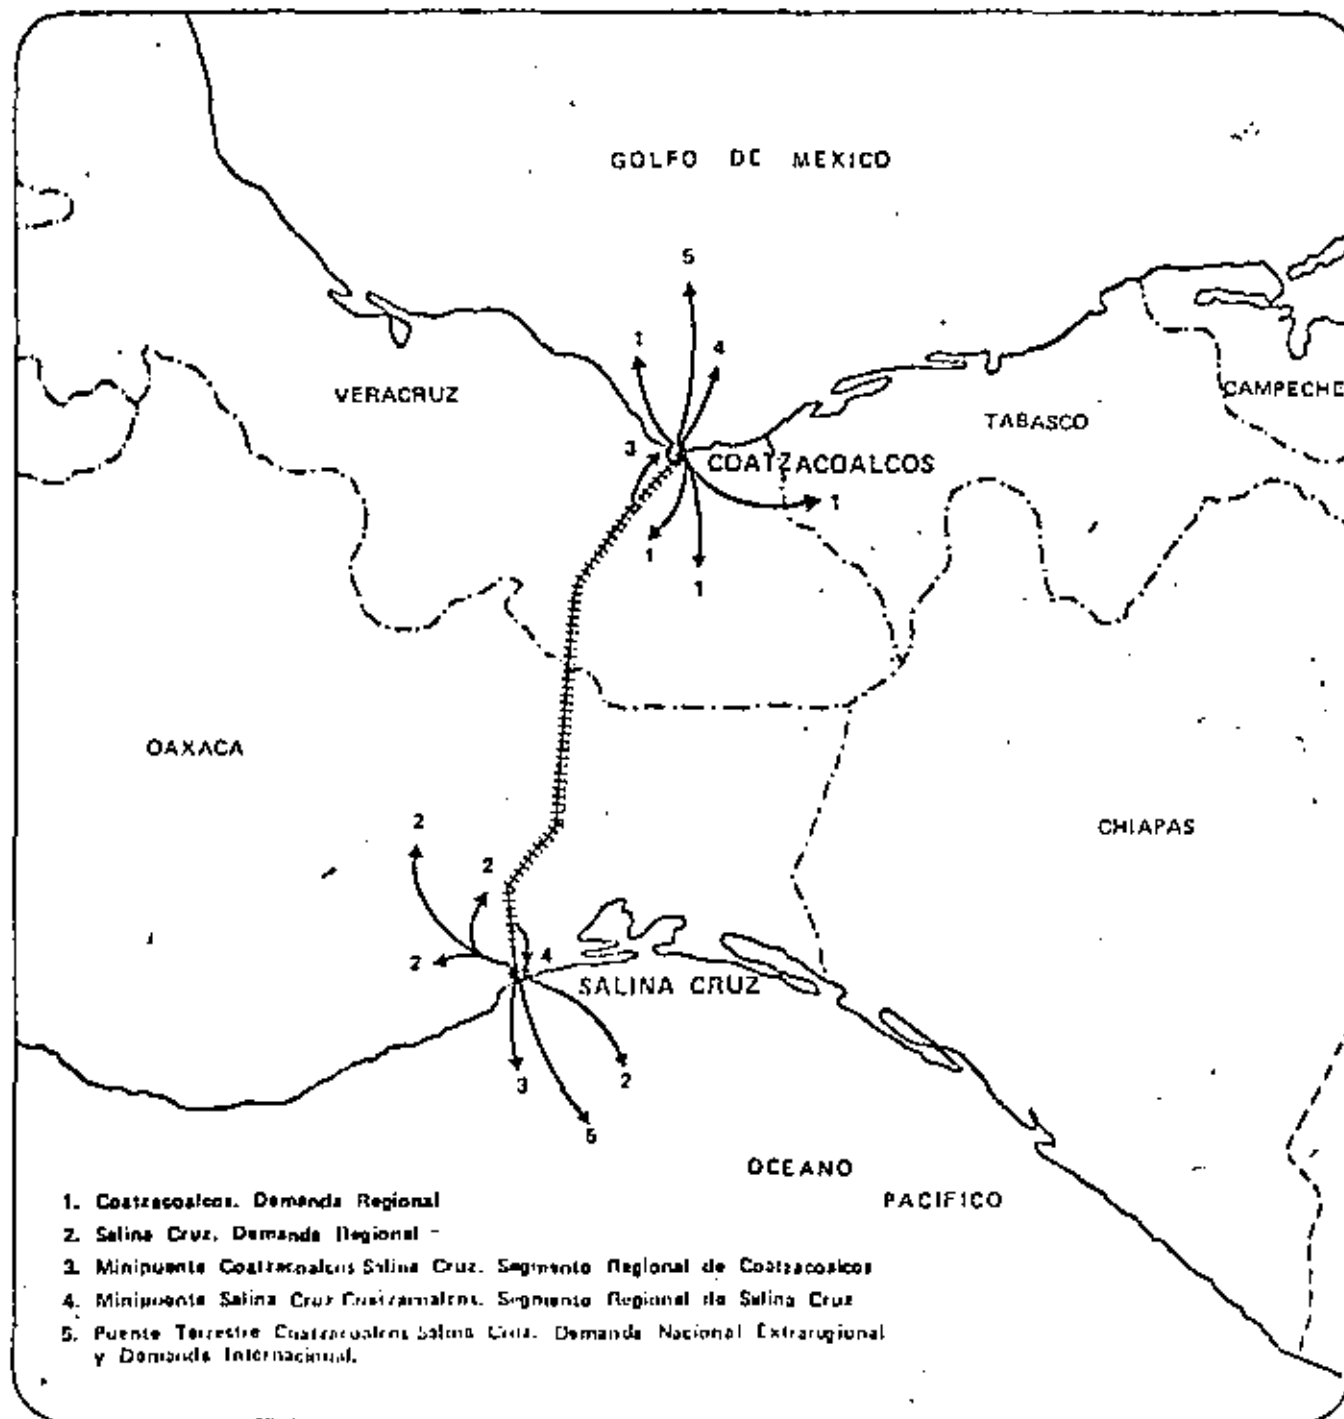 GOLFO DE MEXICO
5
1
4
VERACRUZ
CAMPECHE
TABASCO
3
COATZACOALCOS
1
1
1
OAXACA
CHIAPAS
2
2
2
4
SALINA CRUZ
3
2
5
OCEANO
PACIFICO
1. Coatzacoalcos. Demanda Regional
2. Salina Cruz. Demanda Regional -
3. Minipuente Coatzacoalcos Salina Cruz. Segmento Regional de Coatzacoalcos
4. Minipuente Salina Cruz Coatzacoalcos. Segmento Regional de Salina Cruz
5. Puente Terrestre Coatzacoalcos Salina Cruz. Demanda Nacional Extraregional
y Demanda Internacional.